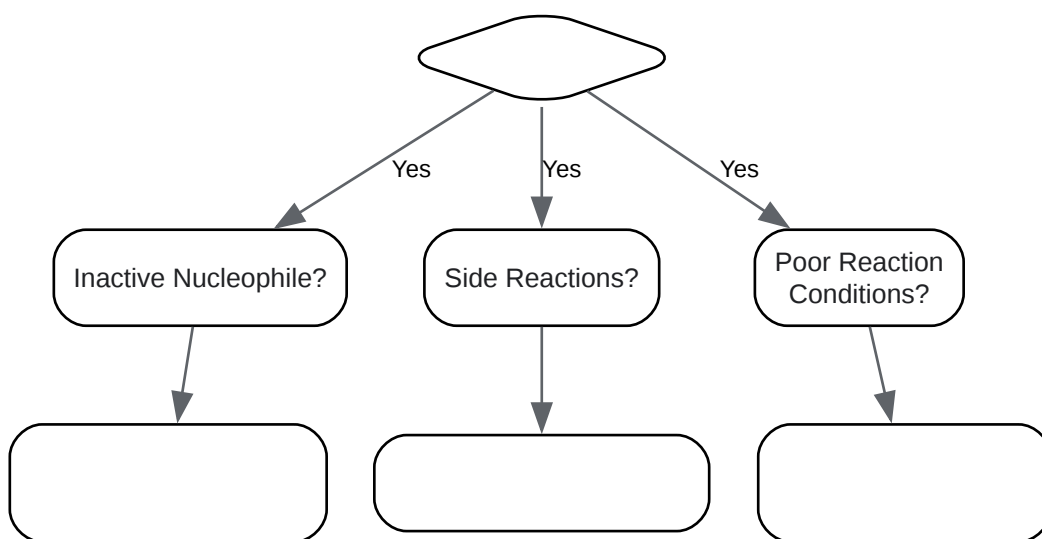 Yes
Yes
Yes
Inactive Nucleophile?
Side Reactions?
Poor Reaction
Conditions?